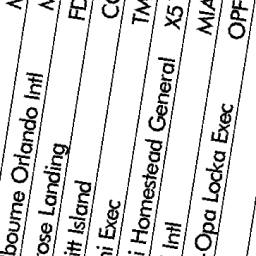 bourne Orlando Intl
rose Landing
itt Island FD
ni Exec CO
i Homestead General TM
Intl X5
-Opa Locka Exec MIA
OPF